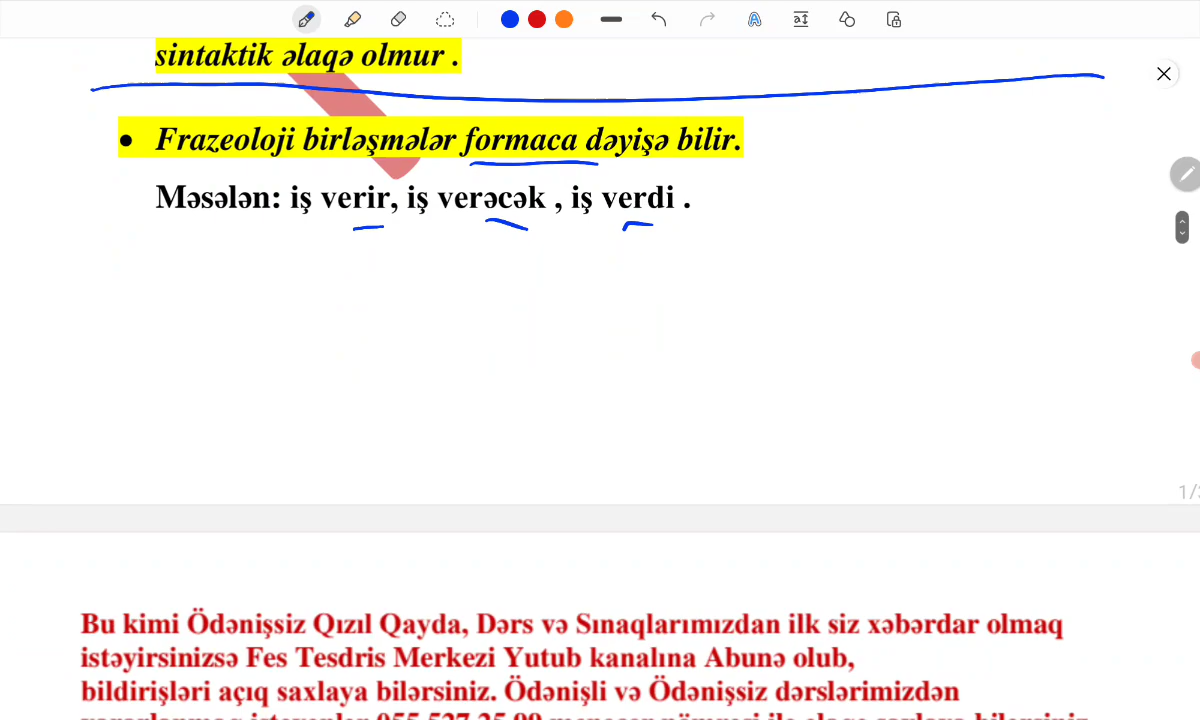 sintaktik əlaqə olmur .
• Frazeoloji birləşmələr formaca dəyişə bilir.
Məsələn: iş verir, iş verəcək , iş verdi .
Bu kimi Ödənişsiz Qızıl Qayda, Dərs və Sınaqlarımızdan ilk siz xəbərdar olmaq
istəyirsinizsə Fes Tesdris Merkezi Yutub kanalına Abunə olub,
bildirişləri açıq saxlaya bilərsiniz. Ödənişli və Ödənişsiz dərslərimizdən